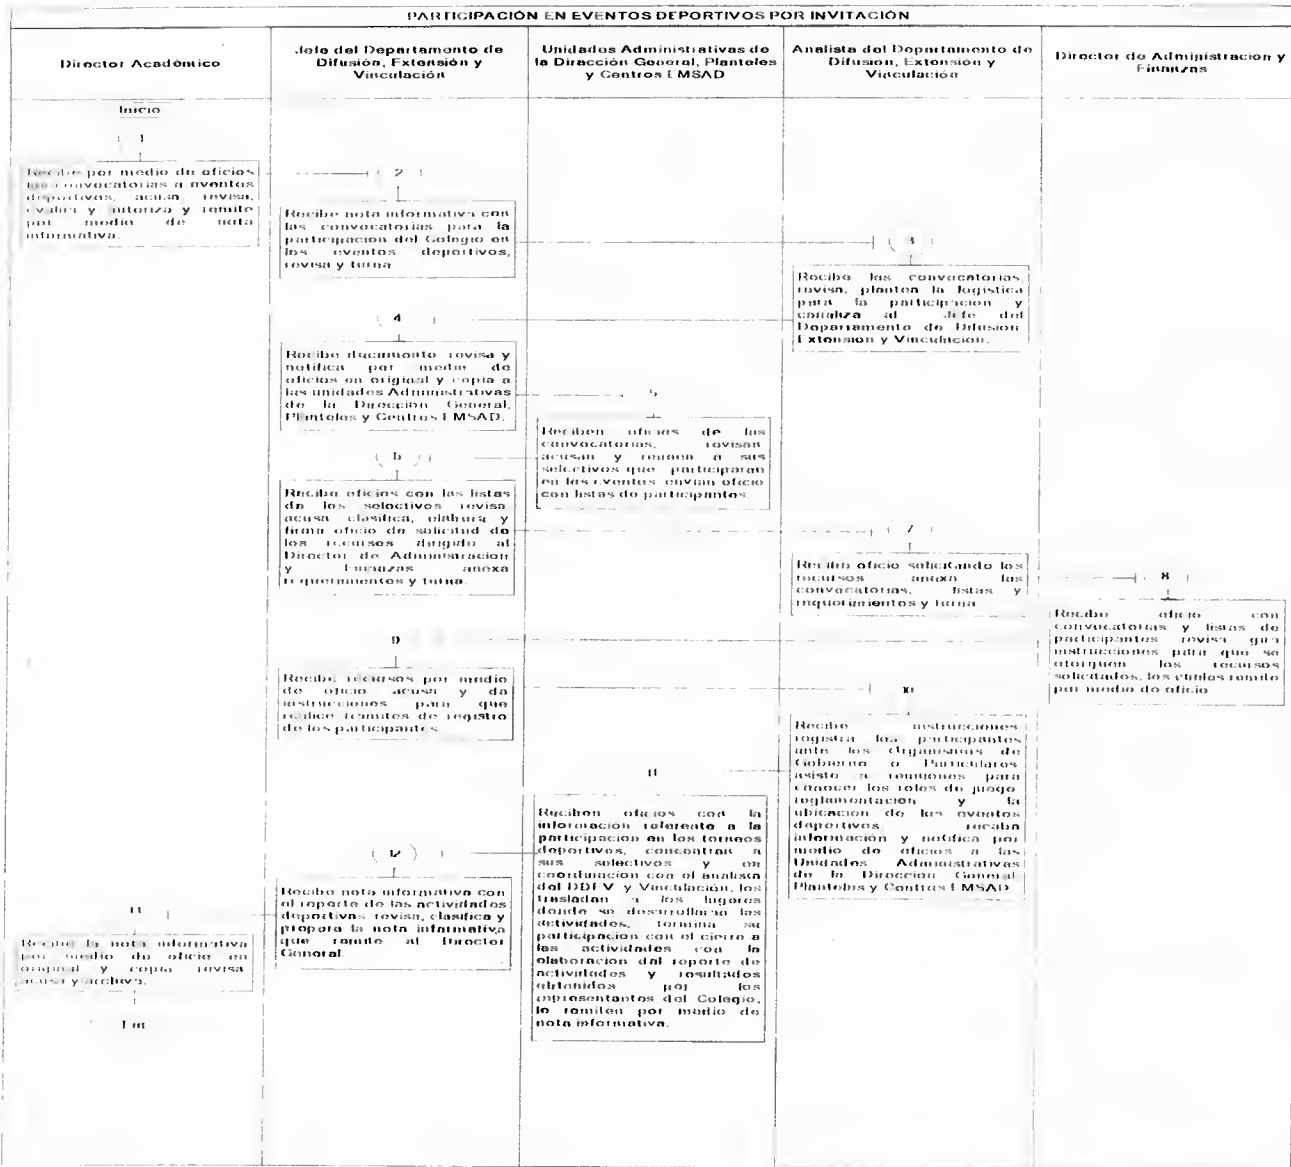 PARTICIPACIÓN EN EVENTOS DEPORTIVOS POR INVITACIÓN
Director Académico
Jefe del Departamento de
Difusión, Extensión y
Vinculación
Unidades Administrativas de
la Dirección General, Planteles
y Centros EMSAD
Analista del Departamento de
Difusión, Extensión y
Vinculación
Director de Administración y
Finanzas
Inicio
1
Recibe por medio de oficios
las convocatorias a eventos
deportivos, acusa, revisa,
evalúa y autoriza y remite
por medio de nota
informativa.
2
Recibe nota informativa con
las convocatorias para la
participación del Colegio en
los eventos deportivos,
revisa y turna.
3
Recibe las convocatorias,
revisa, plantea la logística
para la participación y
canaliza al Jefe del
Departamento de Difusión
Extensión y Vinculación.
4
Recibe documento revisa y
notifica por medio de
oficios en original y copia a
las unidades Administrativas
de la Dirección General,
Planteles y Centros EMSAD.
5
Reciben oficios de las
convocatorias, revisan
acusan y reúnen a sus
selectivos que participaran
en los eventos envían oficio
con listas de participantes.
6
Recibe oficios con las listas
de los selectivos revisa
acusa clasifica, elabora y
firma oficio de solicitud de
los recursos dirigido al
Director de Administración
y Finanzas anexa
requerimientos y turna.
7
Recibe oficio solicitando los
recursos anexa las
convocatorias, listas y
requerimientos y turna
8
Recibe oficio con
convocatorias y listas de
participantes revisa gira
instrucciones para que se
otorguen los recursos
solicitados, los cuales remite
por medio de oficio
9
Recibe recursos por medio
de oficio acusa y da
instrucciones para que
realice trámites de registro
de los participantes
10
Recibe instrucciones
registra los participantes
ante los Organismos de
Gobierno o Particulares
asiste a reuniones para
conocer los roles de juego
reglamentación y la
ubicación de los eventos
deportivos recaba
información y notifica por
medio de oficios a las
Unidades Administrativas
de la Dirección General
Planteles y Centros EMSAD
11
Reciben oficios con la
información referente a la
participación en los torneos
deportivos, concentran a
sus selectivos y en
coordinación con el analista
del DDEV y Vinculación, los
trasladan a los lugares
donde se desarrollaran las
actividades, termina su
participación con el cierre a
las actividades con la
elaboración del reporte de
actividades y resultados
obtenidos por los
representantes del Colegio,
lo remiten por medio de
nota informativa.
12
Recibe nota informativa con
el reporte de las actividades
deportivas revisa, clasifica y
prepara la nota informativa
que remite al Director
General.
13
Recibe la nota informativa
por medio de oficio en
original y copia revisa
acusa y archiva.
Fin